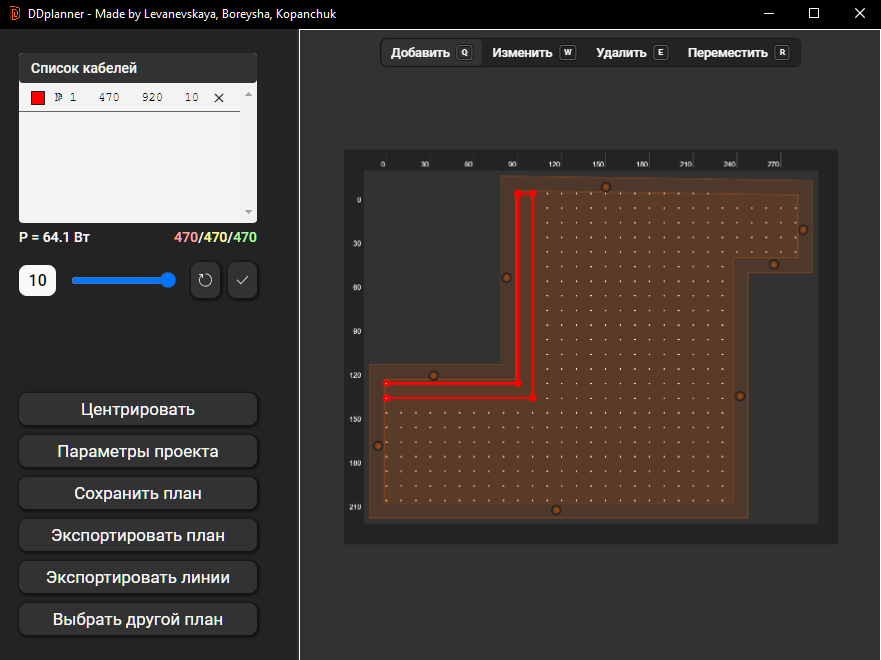 DDplanner - Made by Levanevskaya, Boreysha, Kopanchuk
Добавить Q Изменить W Удалить E Переместить R
Список кабелей
№ 1 470 920 10
P = 64.1 Вт 470/470/470
10
Центрировать
Параметры проекта
Сохранить план
Экспортировать план
Экспортировать линии
Выбрать другой план
0 30 60 90 120 150 180 210 240 270
0
30
60
90
120
150
180
210